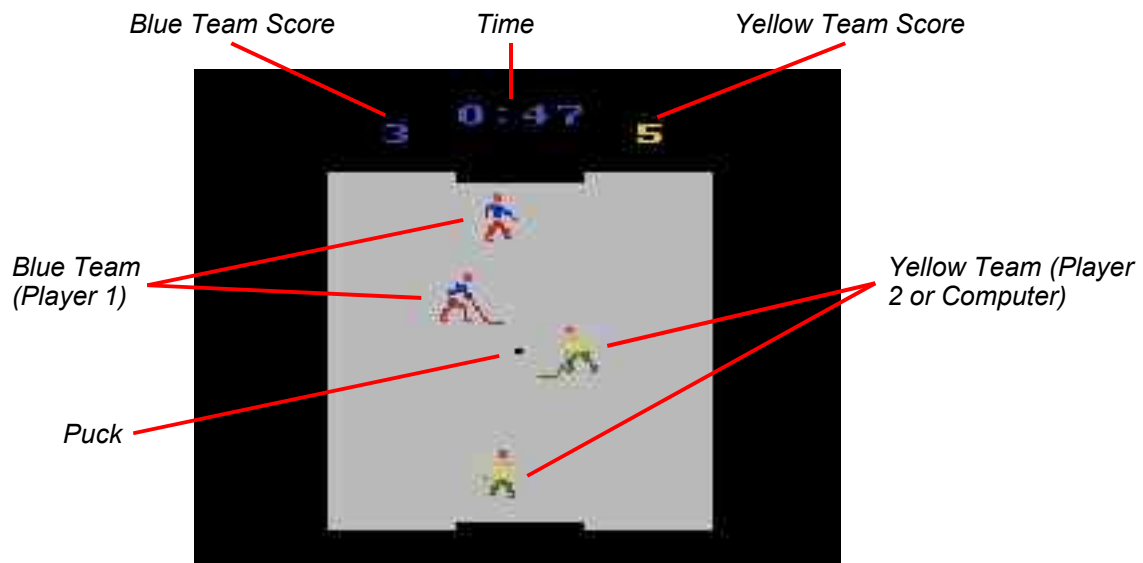 Blue Team Score
Time
Yellow Team Score
0:47
3
5
Blue Team
(Player 1)
Yellow Team (Player
2 or Computer)
Puck